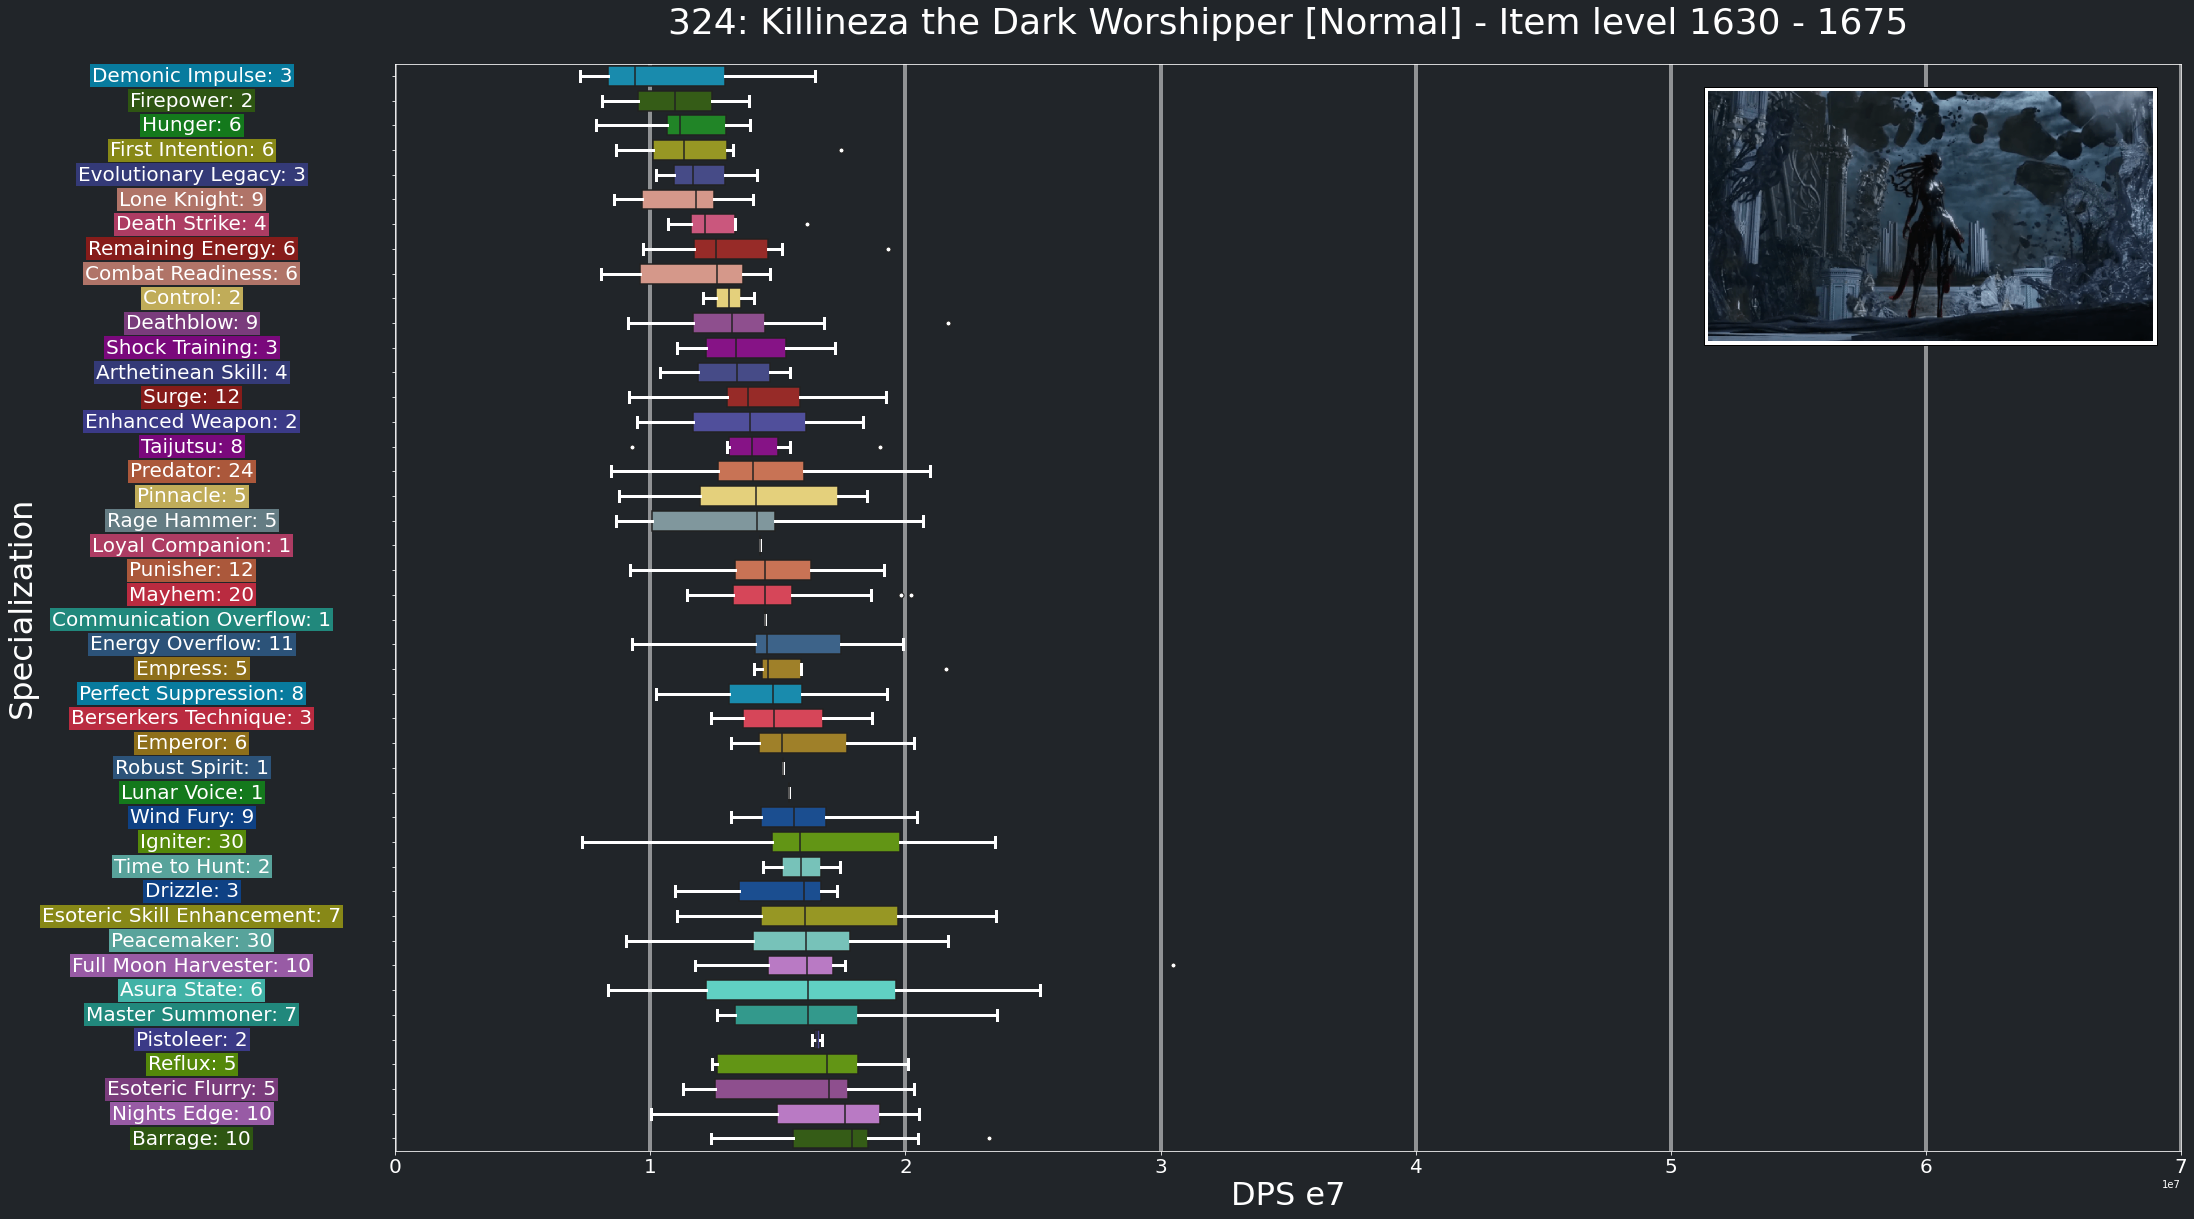 324: Killineza the Dark Worshipper [Normal] - Item level 1630 - 1675
Demonic Impulse: 3
Firepower: 2
Hunger: 6
First Intention: 6
Evolutionary Legacy: 3
Lone Knight: 9
Death Strike: 4
Remaining Energy: 6
Combat Readiness: 6
Control: 2
Deathblow: 9
Shock Training: 3
Arthetinean Skill: 4
Surge: 12
Enhanced Weapon: 2
Taijutsu: 8
Predator: 24
Pinnacle: 5
Rage Hammer: 5
Loyal Companion: 1
Punisher: 12
Mayhem: 20
Communication Overflow: 1
Energy Overflow: 11
Empress: 5
Perfect Suppression: 8
Berserkers Technique: 3
Emperor: 6
Robust Spirit: 1
Lunar Voice: 1
Wind Fury: 9
Igniter: 30
Time to Hunt: 2
Drizzle: 3
Esoteric Skill Enhancement: 7
Peacemaker: 30
Full Moon Harvester: 10
Asura State: 6
Master Summoner: 7
Pistoleer: 2
Reflux: 5
Esoteric Flurry: 5
Nights Edge: 10
Barrage: 10
Specialization
0 1 2 3 4 5 6 7
DPS e7
1e7